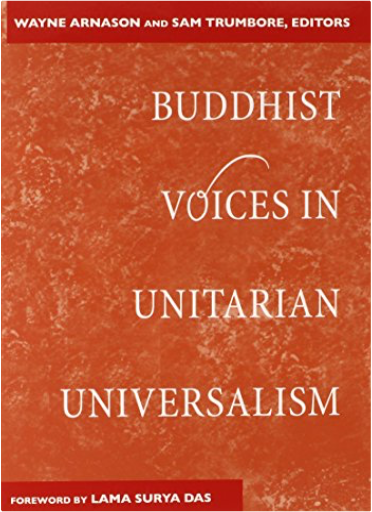 WAYNE ARNASON AND SAM TRUMBORE, EDITORS
BUDDHIST
VOICES IN
UNITARIAN
UNIVERSALISM
FOREWORD BY LAMA SURYA DAS